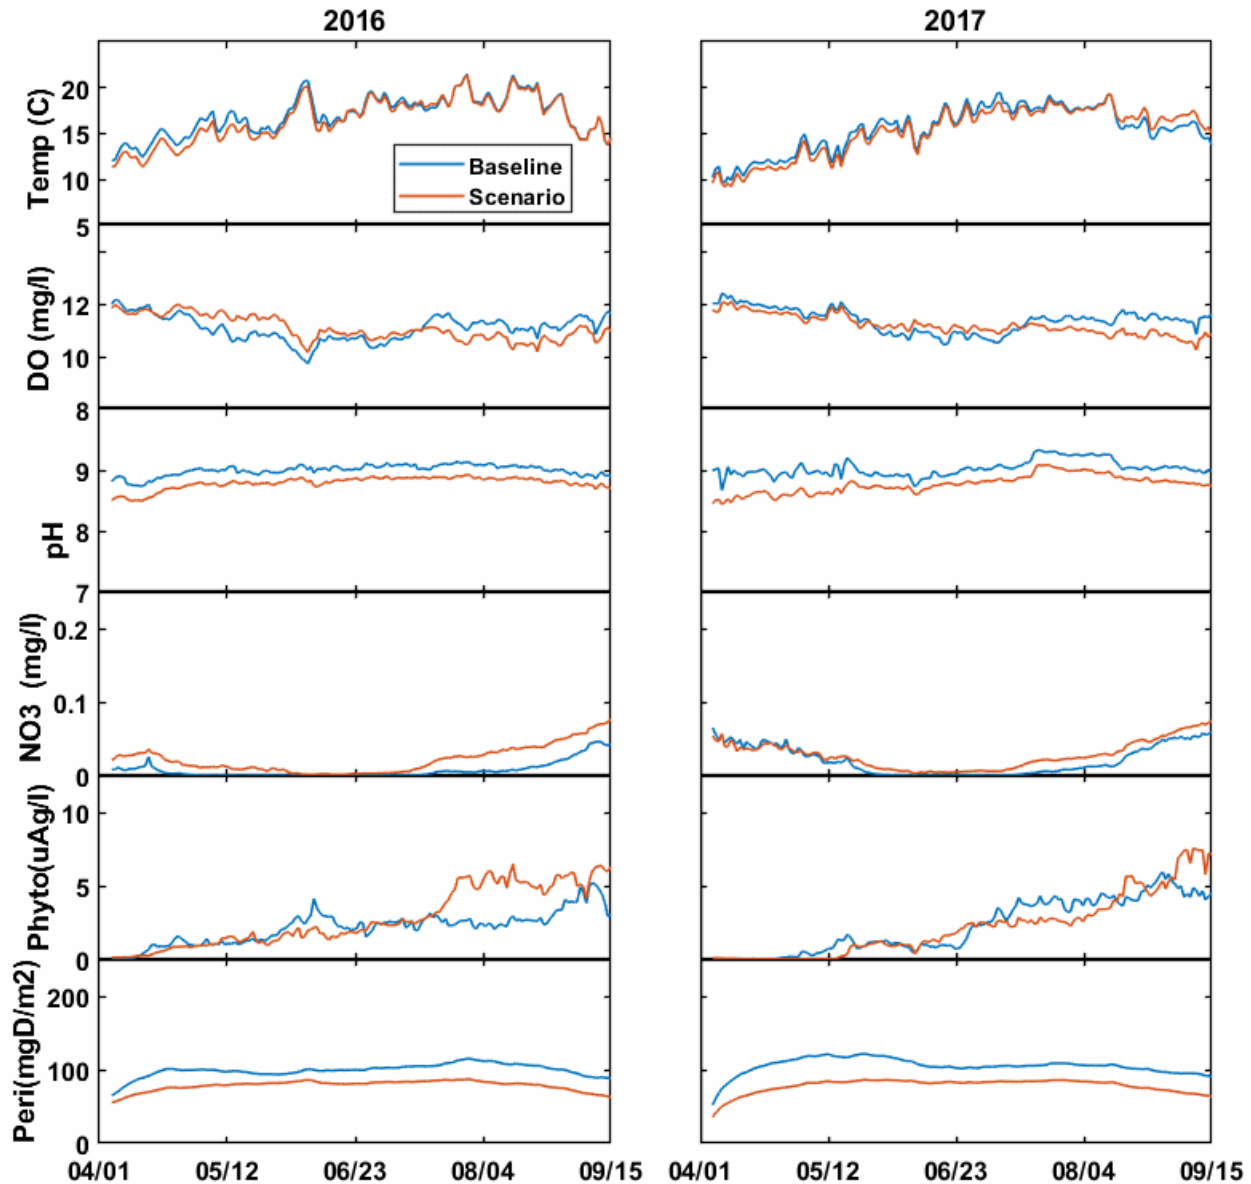 2016
2017
Temp (C)
20
15
10
5
Baseline
Scenario
DO (mg/l)
12
10
8
pH
9
8
7
NO3 (mg/l)
0.2
0.1
0
Phyto(uAg/l)
10
5
0
Peri(mgD/m2)
200
100
0
04/01 05/12 06/23 08/04 09/15
04/01 05/12 06/23 08/04 09/15